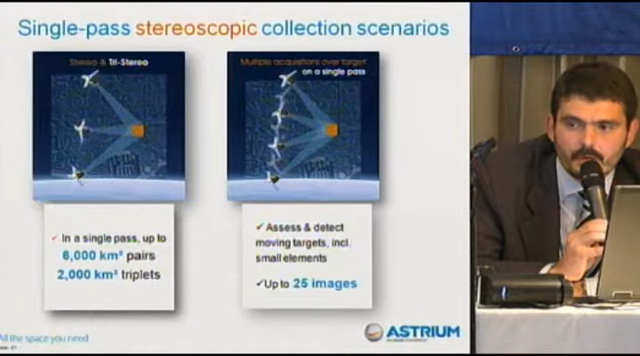 Single-pass stereoscopic collection scenarios
Stereo & Tri-Stereo
Multiple acquisitions over target
on a single pass
✓ In a single pass, up to
6,000 km² pairs
2,000 km² triplets
✓ Assess & detect
moving targets, incl.
small elements
✓Up to 25 images
All the space you need
ASTRIUM